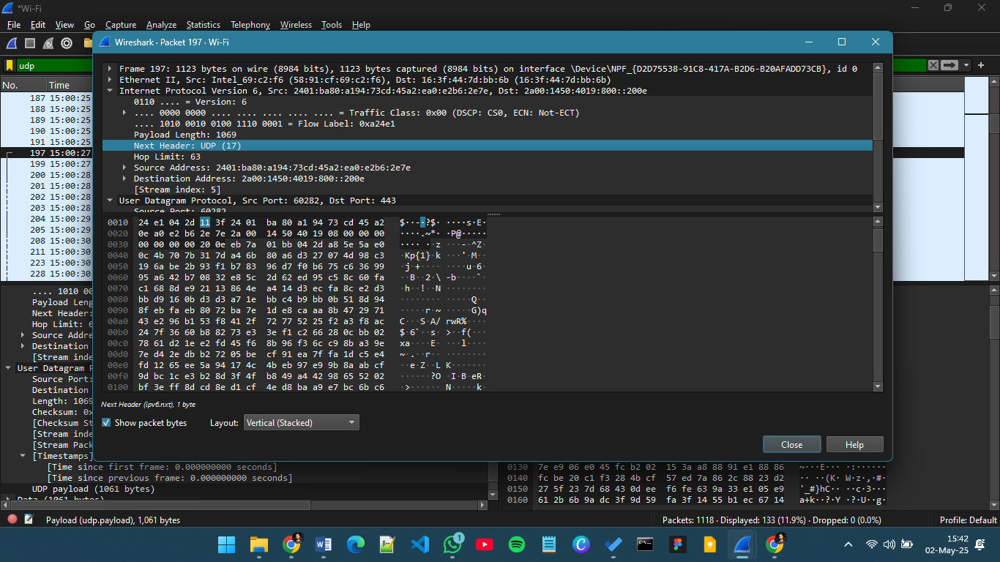 *Wi-Fi
File Edit View Go Capture Analyze Statistics Telephony Wireless Tools Help
Wireshark · Packet 197 · Wi-Fi
udp
No. Time
187 15:00:25
188 15:00:25
189 15:00:25
190 15:00:25
191 15:00:25
197 15:00:27
199 15:00:27
200 15:00:28
201 15:00:28
202 15:00:28
203 15:00:28
204 15:00:29
205 15:00:29
208 15:00:30
211 15:00:30
223 15:00:30
228 15:00:30
Frame 197: 1123 bytes on wire (8984 bits), 1123 bytes captured (8984 bits) on interface \Device\NPF_{D2D75538-91C8-417A-B2D6-B20AFADD73CB}, id 0
Ethernet II, Src: Intel_69:c2:f6 (58:91:cf:69:c2:f6), Dst: 16:3f:44:7d:bb:6b (16:3f:44:7d:bb:6b)
Internet Protocol Version 6, Src: 2401:ba80:a194:73cd:45a2:ea0:e2b6:2e7e, Dst: 2a00:1450:4019:800::200e
0110 .... = Version: 6
.... 0000 0000 .... .... .... .... .... = Traffic Class: 0x00 (DSCP: CS0, ECN: Not-ECT)
.... 1010 0010 0100 1110 0001 = Flow Label: 0xa24e1
Payload Length: 1069
Next Header: UDP (17)
Hop Limit: 63
Source Address: 2401:ba80:a194:73cd:45a2:ea0:e2b6:2e7e
Destination Address: 2a00:1450:4019:800::200e
[Stream index: 5]
User Datagram Protocol, Src Port: 60282, Dst Port: 443
Source Port: 60282
0010 24 e1 04 2d 11 3f 24 01 ba 80 a1 94 73 cd 45 a2 $··-·?$· ····s·E·
0020 0e a0 e2 b6 2e 7e 2a 00 14 50 40 19 08 00 00 00 ····.~*· ·P@·····
0030 00 00 00 00 20 0e eb 7a 01 bb 04 2d a8 5e 5a e0 ···· ··z ···-·^Z·
0040 0c 4b 70 7b 31 7d a4 6b 80 a6 d3 27 07 4d 98 c3 ·Kp{1}·k ···'·M··
0050 19 6a be 2b 93 f1 b7 83 96 d7 f0 b6 75 c6 36 99 ·j·+···· ····u·6·
0060 95 a6 42 b7 08 32 e8 5c 2d 62 ed 95 c5 8c 60 fa ··B··2·\ -b····`·
0070 c1 68 8d e9 21 13 86 4e a4 14 d3 ec fa 8c e2 d3 ·h··!··N ········
0080 bb d9 16 0b d3 d3 a7 1e bb c4 b9 bb 0b 51 8d 94 ········ ·····Q··
0090 8f eb fa eb 80 72 ba 7e 1d e8 ca aa 8b 47 29 71 ·····r·~ ·····G)q
00a0 43 e2 96 b1 53 f8 41 2f 72 77 52 25 f2 a3 f8 ac C···S·A/ rwR%····
00b0 24 7f 36 60 b8 82 73 e3 3e f1 c2 66 28 0c bb 02 $·6`··s· >··f(···
00c0 78 61 d2 1e e2 fd 45 f6 8b 96 f3 6c c9 8b a3 9e xa····E· ···l····
00d0 7e d4 2e db b2 72 05 be cf 91 ea 7f fa 1d c5 e4 ~·.··r·· ········
00e0 fd 12 65 ee 5a 94 17 4c 4b eb 97 e9 9b 8a ab cf ··e·Z··L K·······
00f0 9d bc 1c e3 b2 8d 3f 4f b8 49 a4 42 98 65 52 02 ······?O ·I·B·eR·
0100 bf 3e ff 8d cd 8e d1 cf 4e d8 ba a9 e7 bc 6b c6 ·>······ N·····k·
.... 1010 00
Payload Leng
Next Header:
Hop Limit: 6
Source Addre
Destination
[Stream inde
User Datagram P
Source Port:
Destination
Length: 1069
Checksum: 0x
[Checksum St
[Stream inde
[Stream Pack
[Timestamps]
[Time since first frame: 0.000000000 seconds]
[Time since previous frame: 0.000000000 seconds]
UDP payload (1061 bytes)
Data (1061 bytes)
Next Header (ipv6.nxt), 1 byte
Show packet bytes Layout: Vertical (Stacked)
Close Help
0130 7e e9 06 e0 45 fc b2 02 15 3a a8 88 91 e1 88 86 ~···E··· ·:······
0140 fc be 20 c1 f3 28 4b cf 57 ed 7a 86 2c 88 23 d2 ·· ··(K· W·z·,·#·
0150 27 5f 23 7d 68 43 0d ee f6 fe 63 9a 33 e1 05 e9 '_#}hC·· ··c·3···
0160 61 2b 6b 9a dc 3f 9d 59 fa 3f 14 55 b1 ec 67 14 a+k··?·Y ·?·U··g·
Payload (udp.payload), 1,061 bytes Packets: 1118 · Displayed: 133 (11.9%) · Dropped: 0 (0.0%) Profile: Default
1
15:42
02-May-25